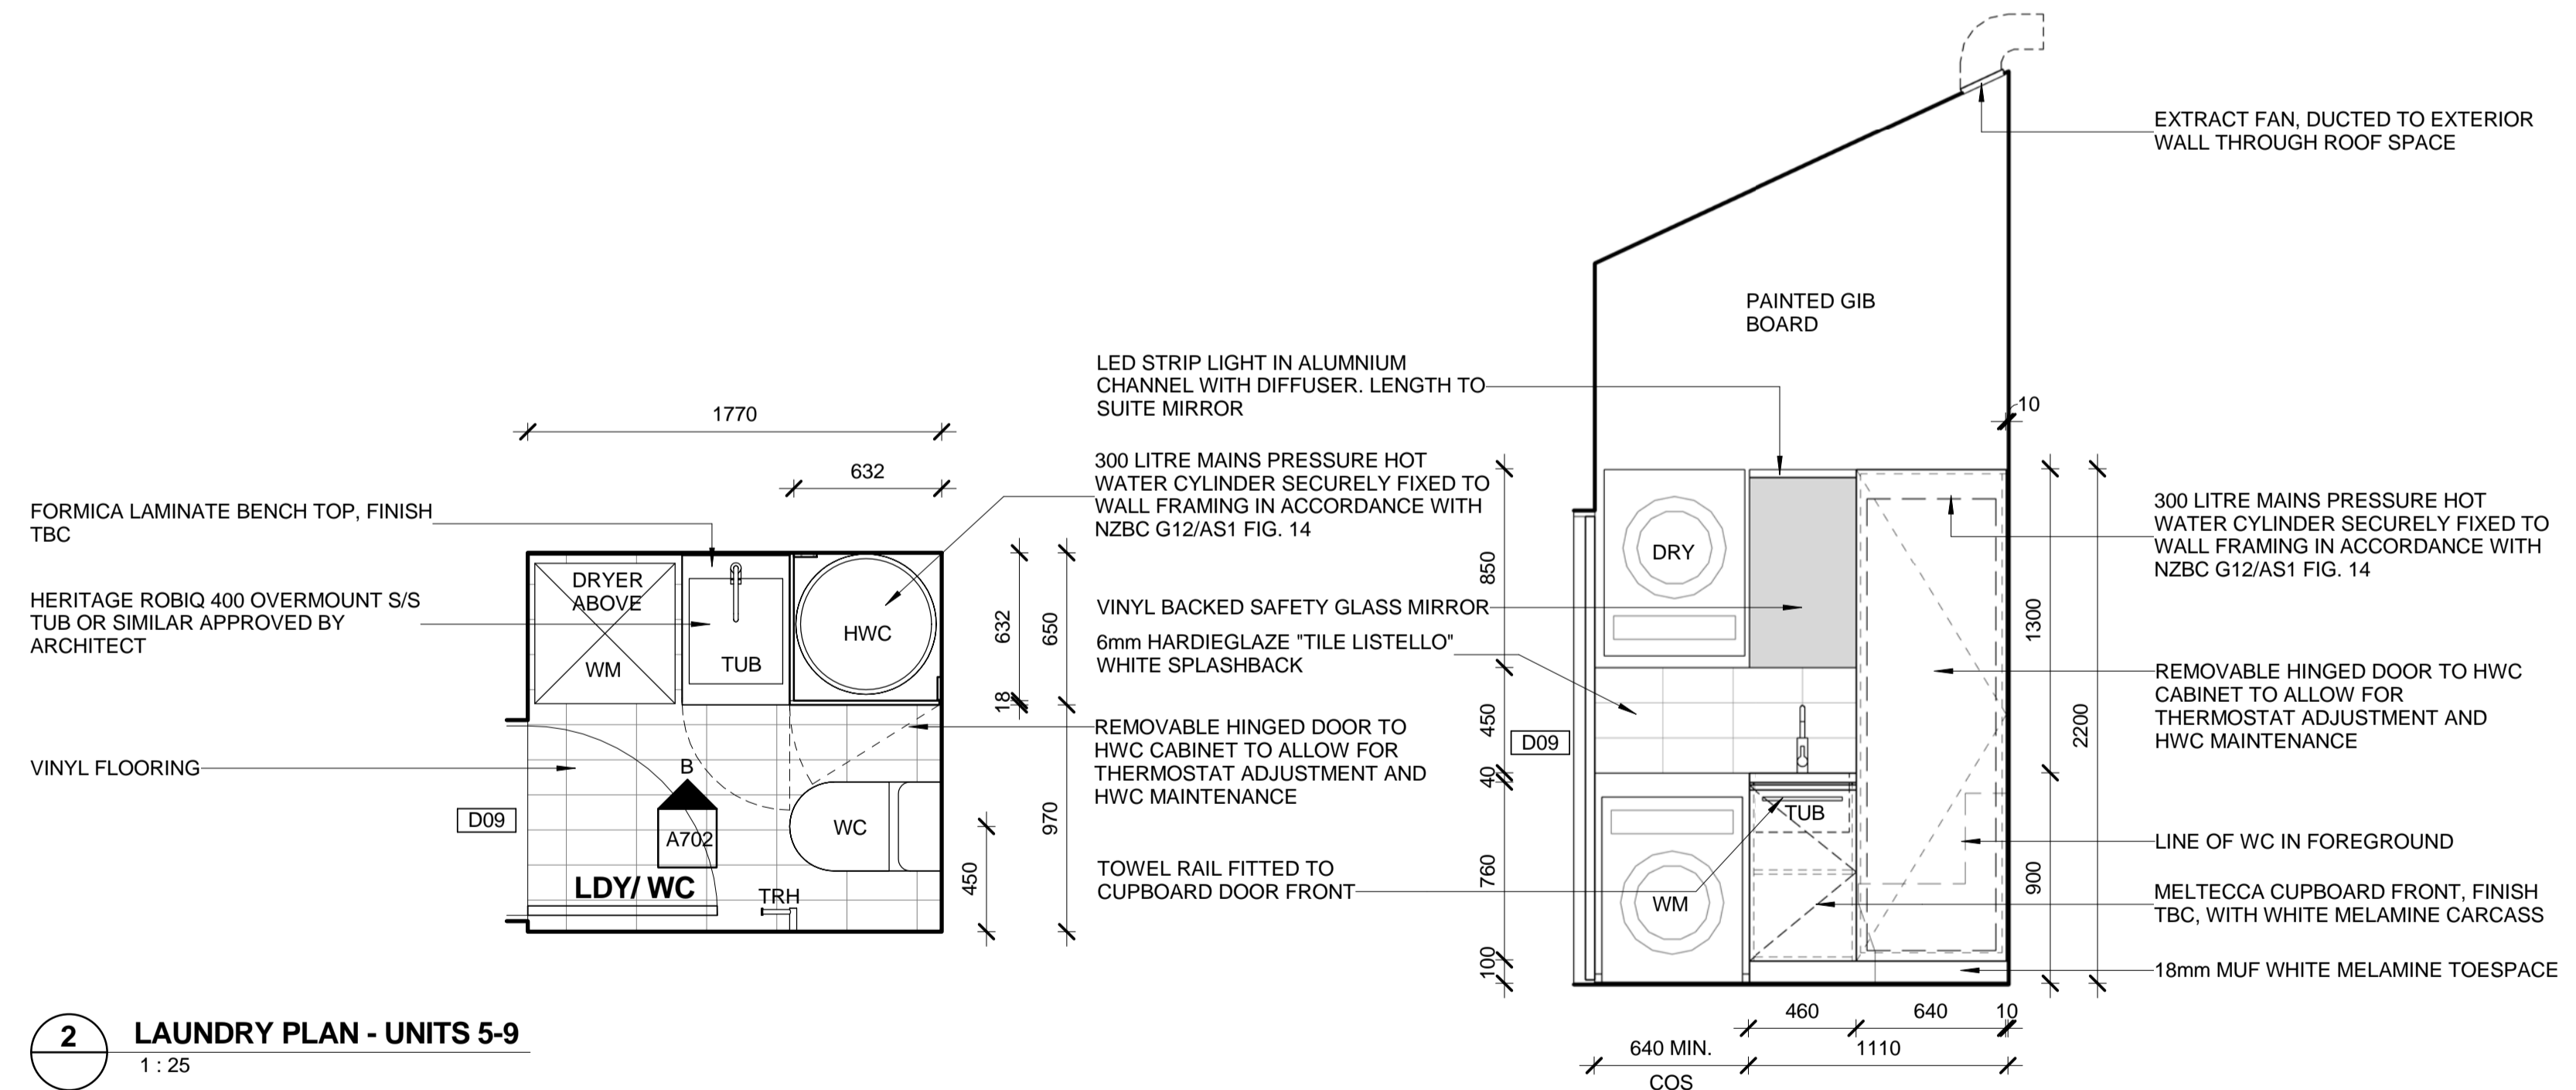 1770
632
FORMICA LAMINATE BENCH TOP, FINISH
TBC
HERITAGE ROBIQ 400 OVERMOUNT S/S
TUB OR SIMILAR APPROVED BY
ARCHITECT
VINYL FLOORING
D09
DRYER
ABOVE
WM
TUB
HWC
B
A702
WC
LDY/ WC
TRH
632
650
18
970
450
2
LAUNDRY PLAN - UNITS 5-9
1 : 25
LED STRIP LIGHT IN ALUMNIUM
CHANNEL WITH DIFFUSER. LENGTH TO
SUITE MIRROR
300 LITRE MAINS PRESSURE HOT
WATER CYLINDER SECURELY FIXED TO
WALL FRAMING IN ACCORDANCE WITH
NZBC G12/AS1 FIG. 14
VINYL BACKED SAFETY GLASS MIRROR
6mm HARDIEGLAZE "TILE LISTELLO"
WHITE SPLASHBACK
REMOVABLE HINGED DOOR TO
HWC CABINET TO ALLOW FOR
THERMOSTAT ADJUSTMENT AND
HWC MAINTENANCE
TOWEL RAIL FITTED TO
CUPBOARD DOOR FRONT
850
450
40
760
100
D09
PAINTED GIB
BOARD
DRY
TUB
WM
10
1300
2200
900
460
640
10
640 MIN.
COS
1110
EXTRACT FAN, DUCTED TO EXTERIOR
WALL THROUGH ROOF SPACE
300 LITRE MAINS PRESSURE HOT
WATER CYLINDER SECURELY FIXED TO
WALL FRAMING IN ACCORDANCE WITH
NZBC G12/AS1 FIG. 14
REMOVABLE HINGED DOOR TO HWC
CABINET TO ALLOW FOR
THERMOSTAT ADJUSTMENT AND
HWC MAINTENANCE
LINE OF WC IN FOREGROUND
MELTECCA CUPBOARD FRONT, FINISH
TBC, WITH WHITE MELAMINE CARCASS
18mm MUF WHITE MELAMINE TOESPACE